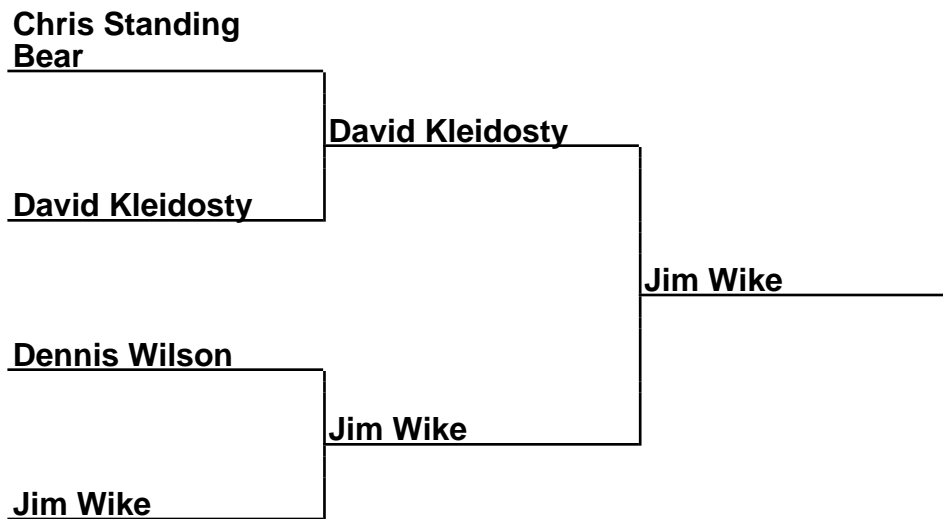 Chris Standing
Bear
David Kleidosty
David Kleidosty
Jim Wike
Dennis Wilson
Jim Wike
Jim Wike